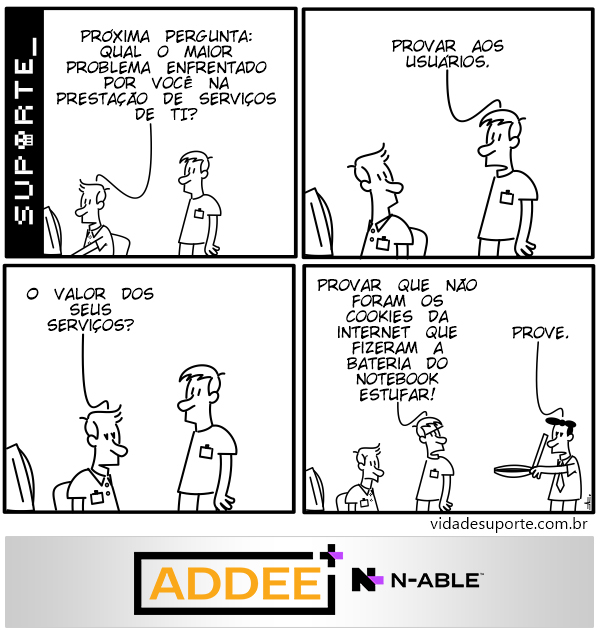 SUPORTE_
PRÓXIMA PERGUNTA:
QUAL O MAIOR
PROBLEMA ENFRENTADO
POR VOCÊ NA
PRESTAÇÃO DE SERVIÇOS
DE TI?
PROVAR AOS
USUÁRIOS.
O VALOR DOS
SEUS
SERVIÇOS?
PROVAR QUE NÃO
FORAM OS
COOKIES DA
INTERNET QUE
FIZERAM A
BATERIA DO
NOTEBOOK
ESTUFAR!
PROVE.
vidadesuporte.com.br
ADDEE
N-ABLE™